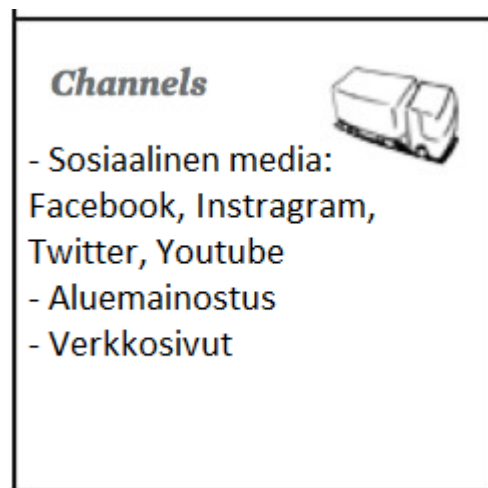 Channels
- Sosiaalinen media:
Facebook, Instragram,
Twitter, Youtube
- Aluemainostus
- Verkkosivut